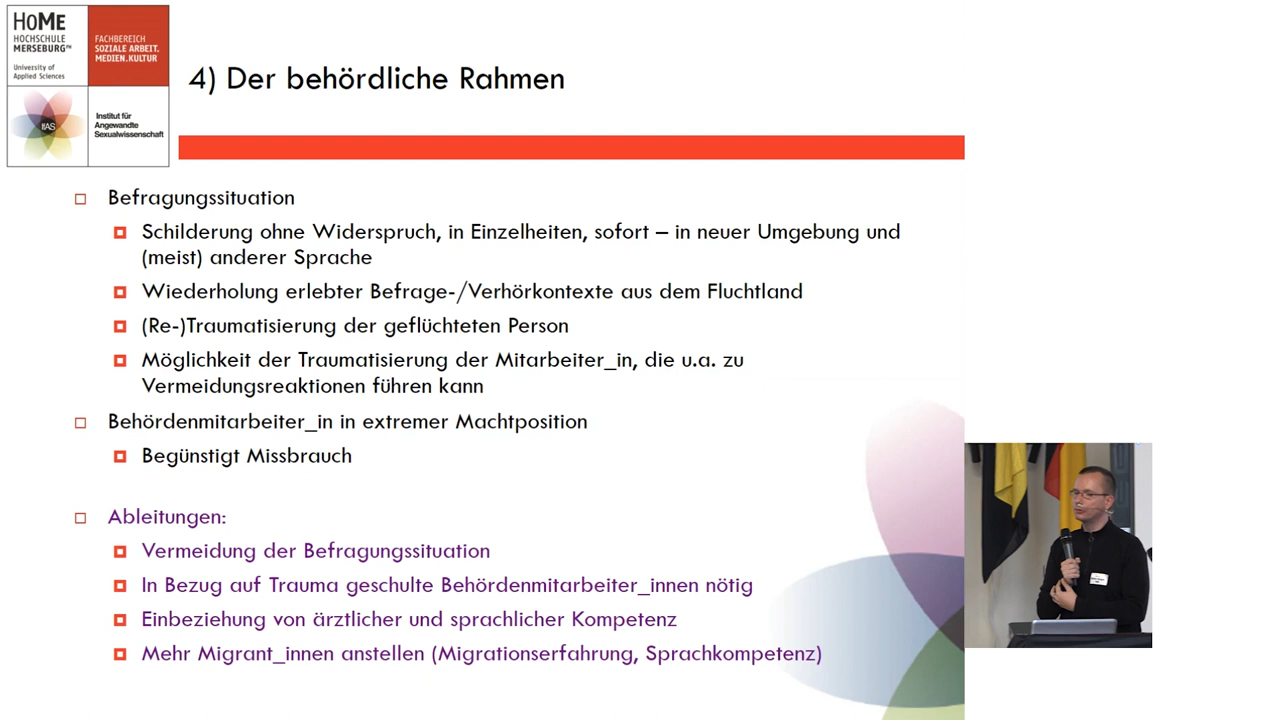 HoMe
HOCHSCHULE
MERSEBURG
University of
Applied Sciences
FACHBEREICH
SOZIALE ARBEIT.
MEDIEN.KULTUR
IfAS
Institut für
Angewandte
Sexualwissenschaft
4) Der behördliche Rahmen
Befragungssituation
Schilderung ohne Widerspruch, in Einzelheiten, sofort – in neuer Umgebung und
(meist) anderer Sprache
Wiederholung erlebter Befrage-/Verhörkontexte aus dem Fluchtland
(Re-)Traumatisierung der geflüchteten Person
Möglichkeit der Traumatisierung der Mitarbeiter_in, die u.a. zu
Vermeidungsreaktionen führen kann
Behördenmitarbeiter_in in extremer Machtposition
Begünstigt Missbrauch
Ableitungen:
Vermeidung der Befragungssituation
In Bezug auf Trauma geschulte Behördenmitarbeiter_innen nötig
Einbeziehung von ärztlicher und sprachlicher Kompetenz
Mehr Migrant_innen anstellen (Migrationserfahrung, Sprachkompetenz)